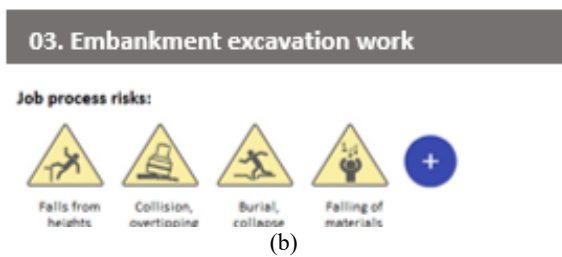 03. Embankment excavation work
Job process risks:
Falls from heights
Collision, overtipping
Burial, collapse
Falling of materials
+
(b)